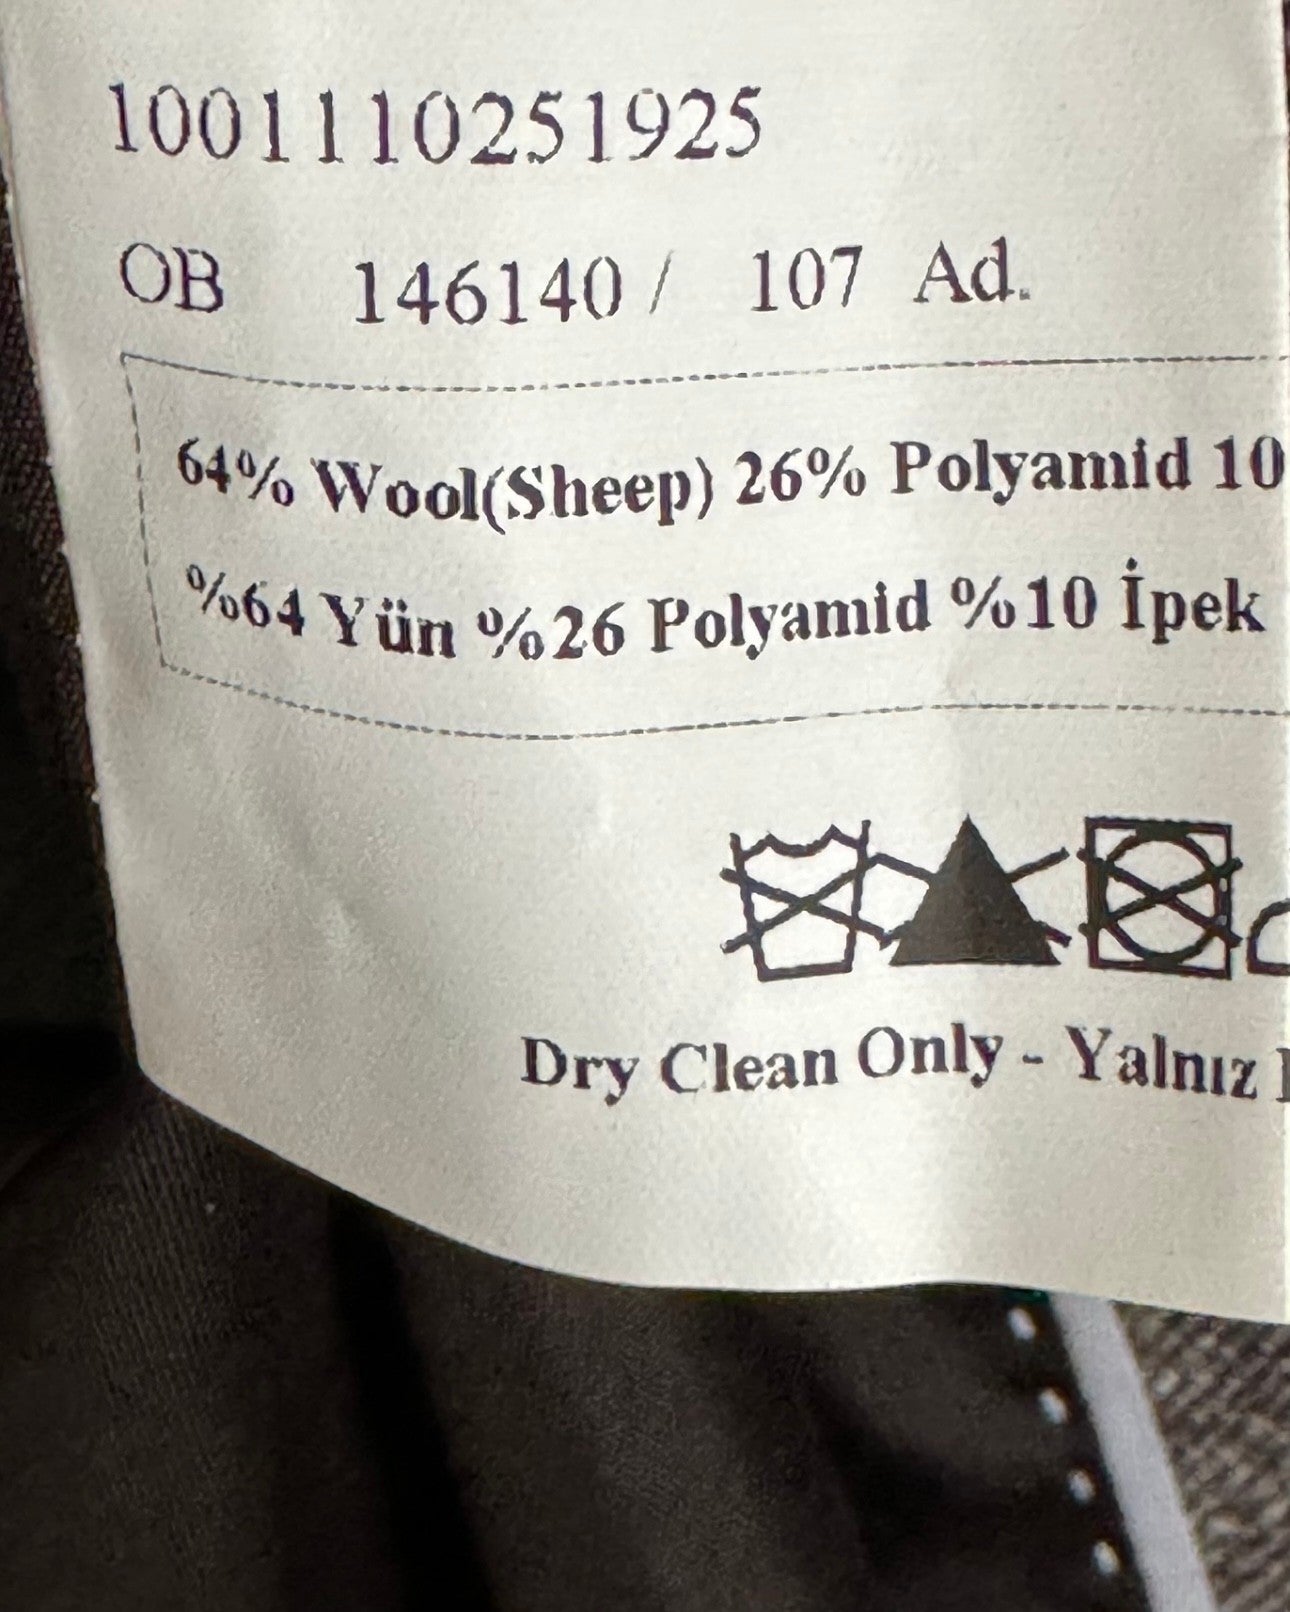 1001110251925
OB 146140 / 107 Ad.
64% Wool(Sheep) 26% Polyamid 10
%64 Yün %26 Polyamid %10 İpek
Dry Clean Only - Yalnız